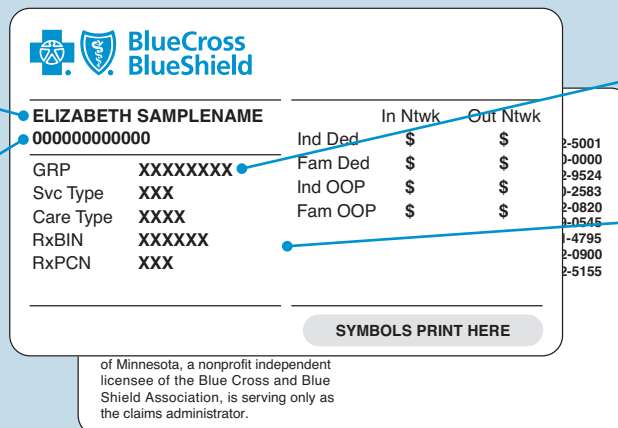 BlueCross
BlueShield
ELIZABETH SAMPLENAME
000000000000
GRP XXXXXXXX
Svc Type XXX
Care Type XXXX
RxBIN XXXXXX
RxPCN XXX
In Ntwk Out Ntwk
Ind Ded $ $
Fam Ded $ $
Ind OOP $ $
Fam OOP $ $
SYMBOLS PRINT HERE
2-5001
0-0000
2-9524
0-2583
2-0820
9-0545
1-4795
2-0900
2-5155
of Minnesota, a nonprofit independent
licensee of the Blue Cross and Blue
Shield Association, is serving only as
the claims administrator.